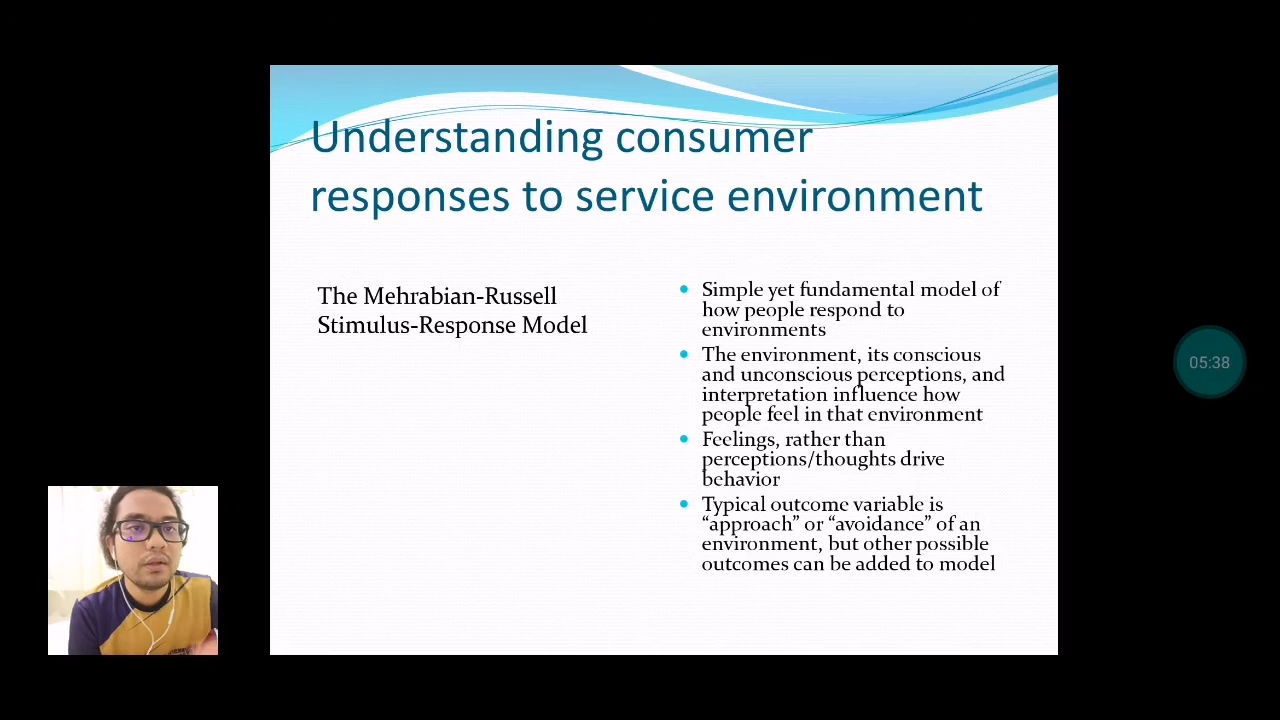 Understanding consumer
responses to service environment
The Mehrabian-Russell
Stimulus-Response Model
• Simple yet fundamental model of
how people respond to
environments
• The environment, its conscious
and unconscious perceptions, and
interpretation influence how
people feel in that environment
• Feelings, rather than
perceptions/thoughts drive
behavior
• Typical outcome variable is
“approach” or “avoidance” of an
environment, but other possible
outcomes can be added to model
05:38